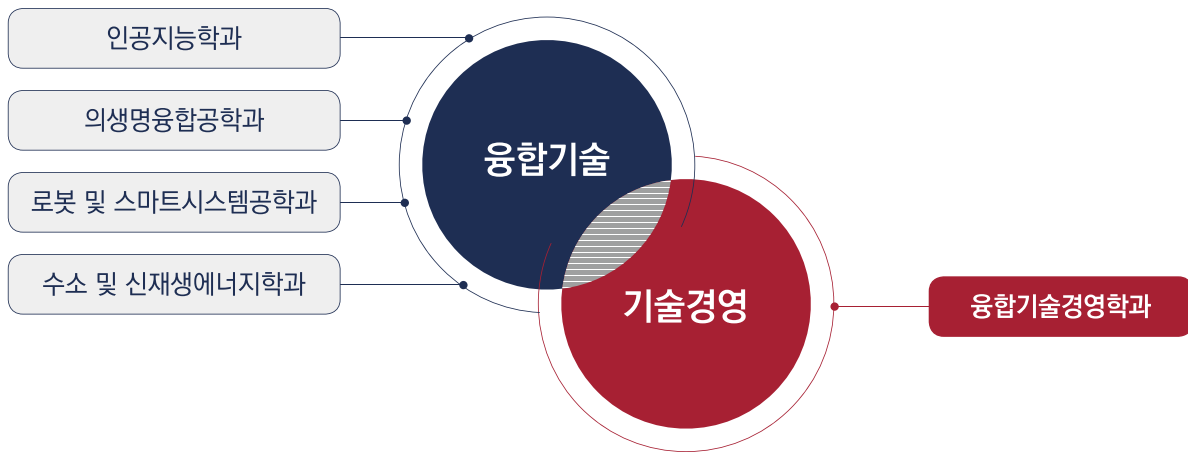 인공지능학과
의생명융합공학과
로봇 및 스마트시스템공학과
수소 및 신재생에너지학과
융합기술
기술경영
융합기술경영학과